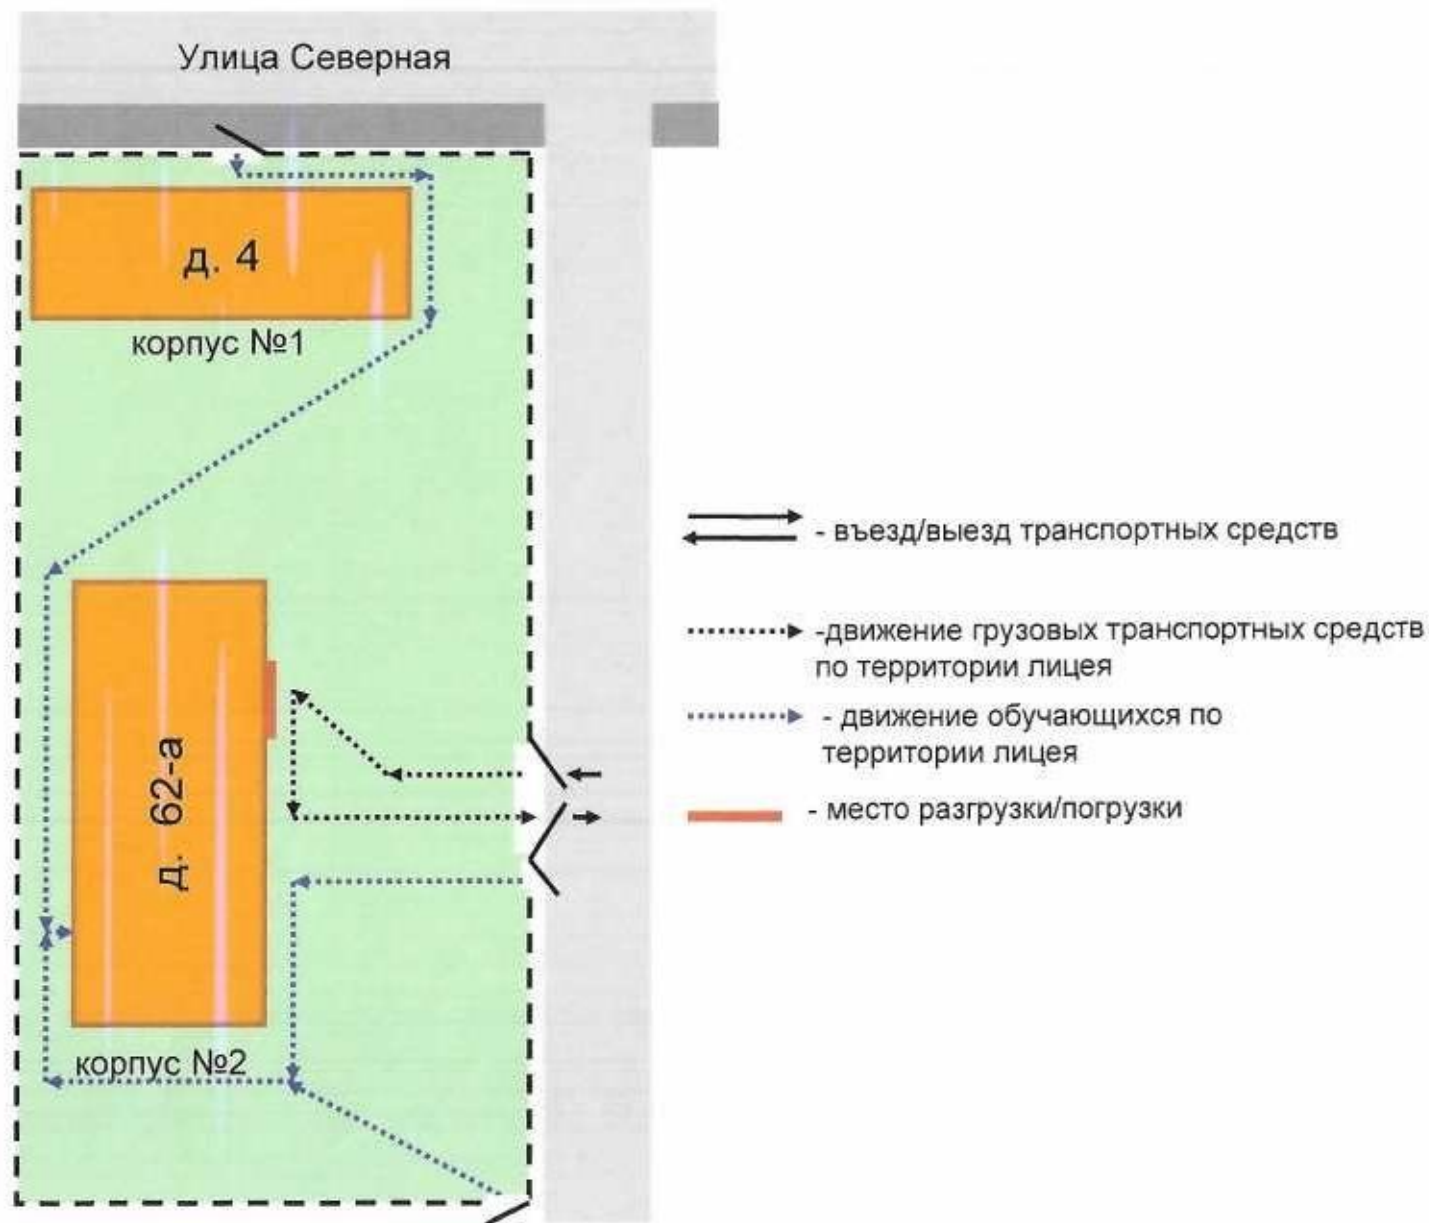 Улица Северная
д. 4
корпус №1
- въезд/выезд транспортных средств
-движение грузовых транспортных средств
по территории лицея
- движение обучающихся по
территории лицея
- место разгрузки/погрузки
д. 62-а
корпус №2